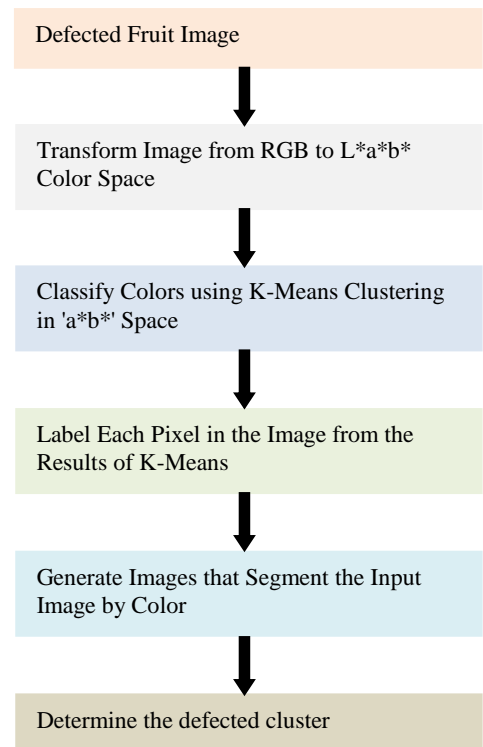 Defected Fruit Image
Transform Image from RGB to L*a*b*
Color Space
Classify Colors using K-Means Clustering
in 'a*b*' Space
Label Each Pixel in the Image from the
Results of K-Means
Generate Images that Segment the Input
Image by Color
Determine the defected cluster